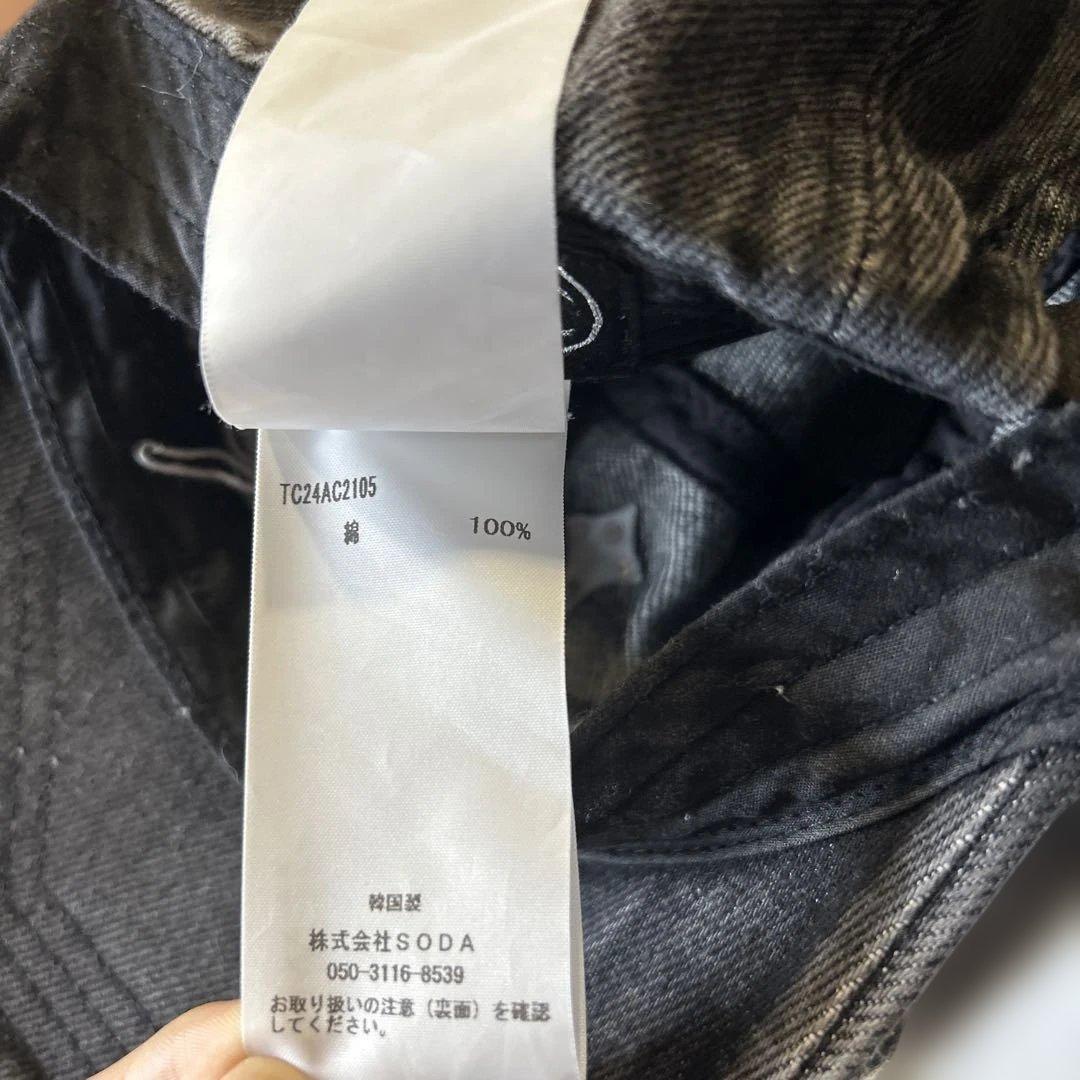 TC24AC2105
綿 100%
韓国製
株式会社SODA
050-3116-8539
お取り扱いの注意(裏面)を確認
してください。